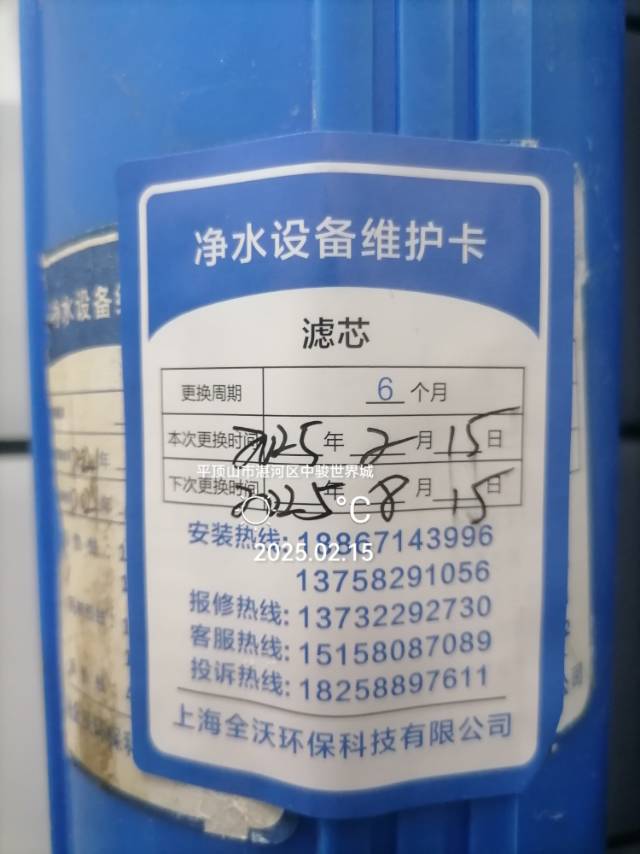 净水设备维护卡
滤芯
更换周期 6 个月
本次更换时间 2025 年 2 月 15 日
平顶山市湛河区中骏世界城
下次更换时间 2025 年 8 月 15 日
°C
安装热线: 18867143996
2025.02.15
13758291056
报修热线: 13732292730
客服热线: 15158087089
投诉热线: 18258897611
上海全沃环保科技有限公司
水设备